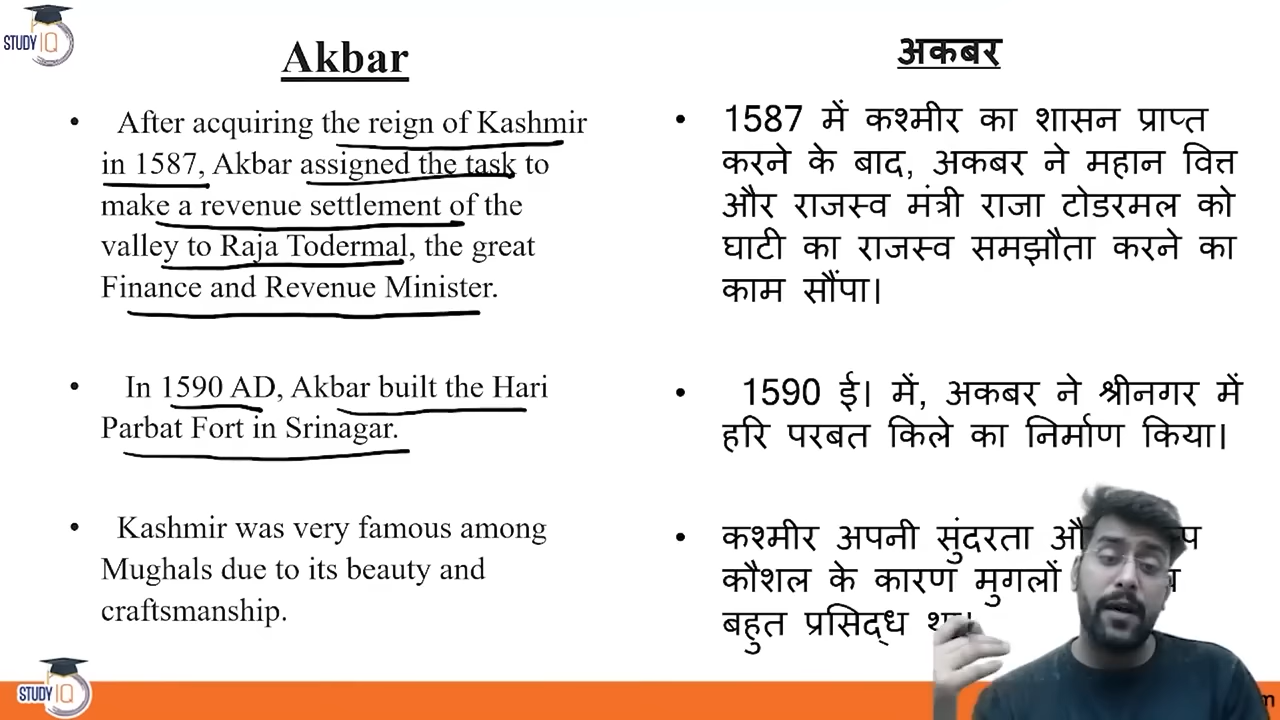 STUDY IQ
Akbar
• After acquiring the reign of Kashmir
in 1587, Akbar assigned the task to
make a revenue settlement of the
valley to Raja Todermal, the great
Finance and Revenue Minister.
• In 1590 AD, Akbar built the Hari
Parbat Fort in Srinagar.
• Kashmir was very famous among
Mughals due to its beauty and
craftsmanship.
अकबर
• 1587 में कश्मीर का शासन प्राप्त
करने के बाद, अकबर ने महान वित्त
और राजस्व मंत्री राजा टोडरमल को
घाटी का राजस्व समझौता करने का
काम सौंपा।
• 1590 ई। में, अकबर ने श्रीनगर में
हरि परबत किले का निर्माण किया।
• कश्मीर अपनी सुंदरता
कौशल के कारण मुगलों
बहुत प्रसिद्ध
STUDY IQ